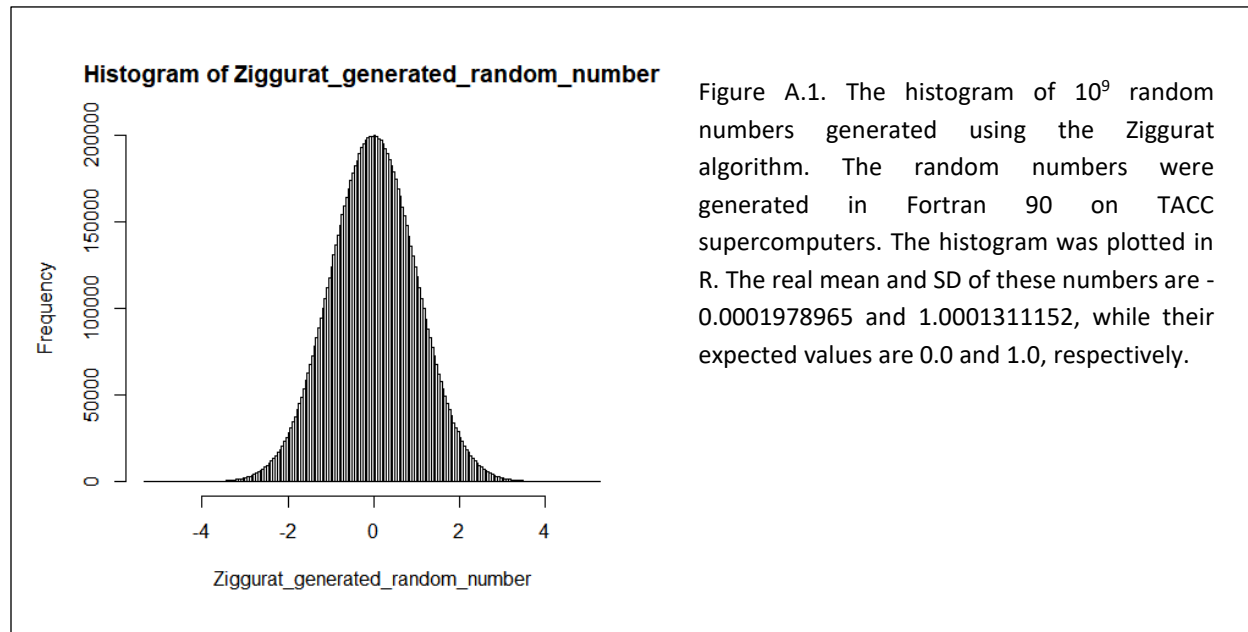 Histogram of Ziggurat_generated_random_number
Frequency
200000
150000
100000
50000
0
-4 -2 0 2 4
Ziggurat_generated_random_number
Figure A.1. The histogram of 10⁹ random
numbers generated using the Ziggurat
algorithm. The random numbers were
generated in Fortran 90 on TACC
supercomputers. The histogram was plotted in
R. The real mean and SD of these numbers are -
0.0001978965 and 1.0001311152, while their
expected values are 0.0 and 1.0, respectively.